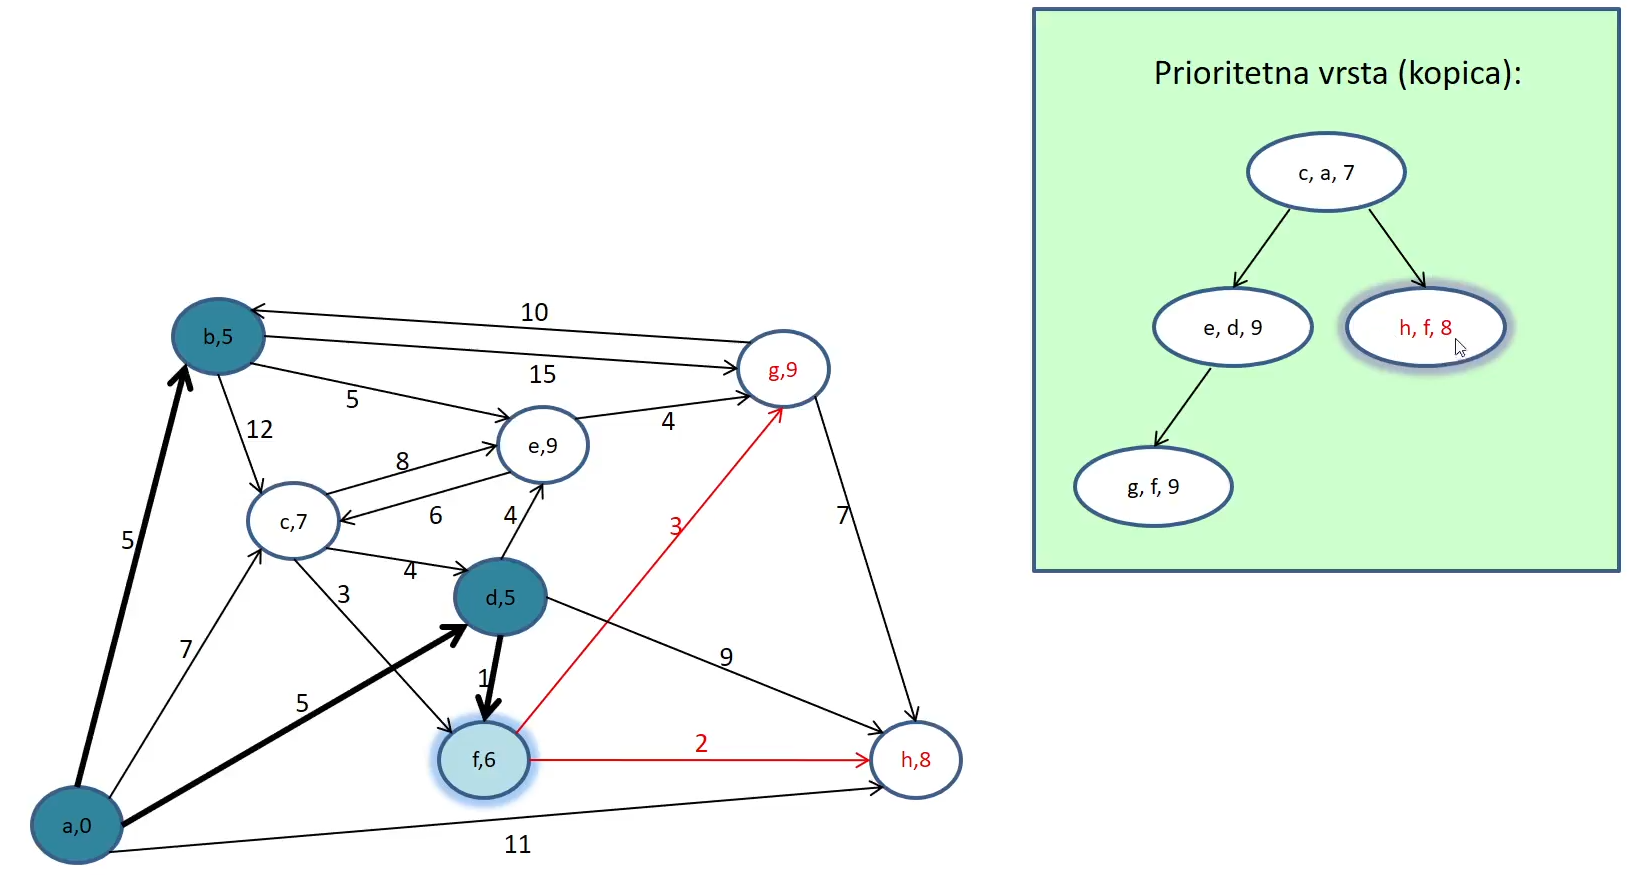 Prioritetna vrsta (kopica):
c, a, 7
e, d, 9
h, f, 8
g, f, 9
10
b,5
15
g,9
5
12
4
e,9
8
6
4
c,7
3
7
5
4
3
d,5
7
9
5
1
2
f,6
h,8
a,0
11